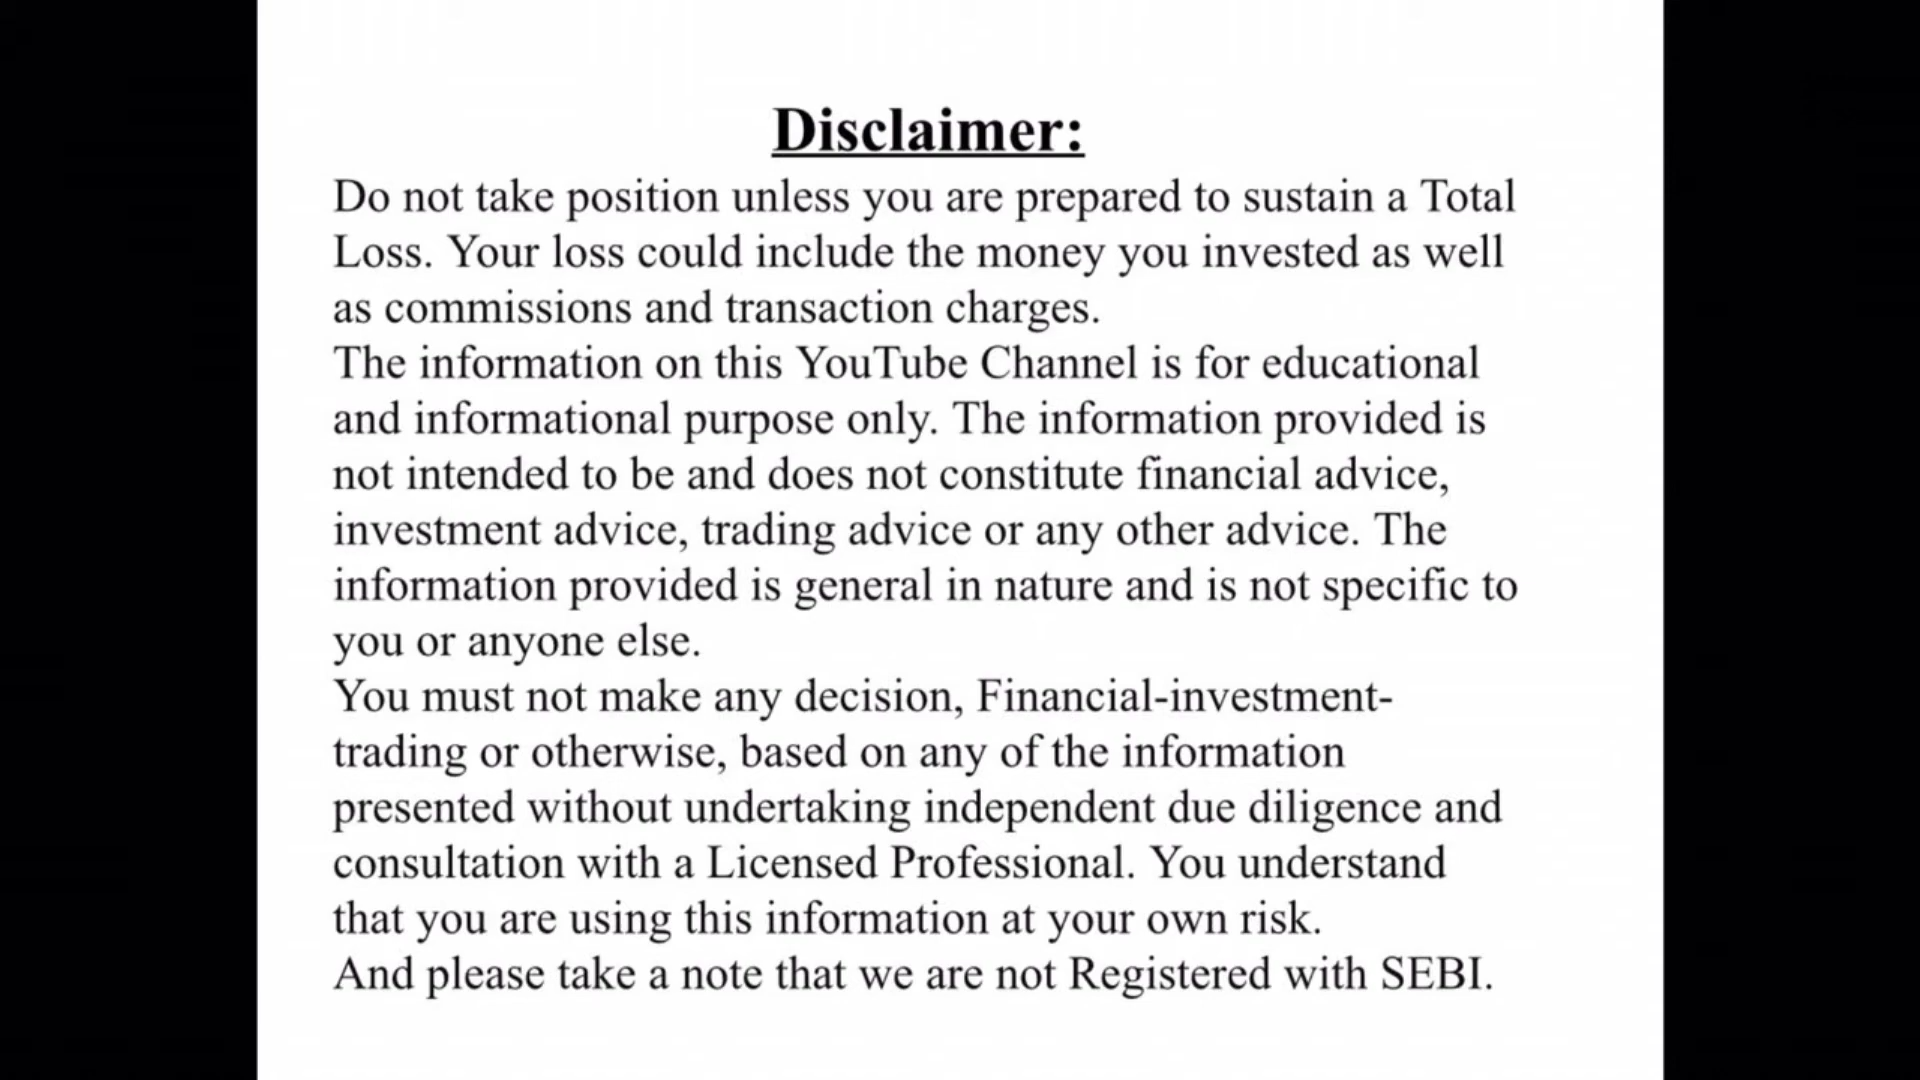 Disclaimer:
Do not take position unless you are prepared to sustain a Total
Loss. Your loss could include the money you invested as well
as commissions and transaction charges.
The information on this YouTube Channel is for educational
and informational purpose only. The information provided is
not intended to be and does not constitute financial advice,
investment advice, trading advice or any other advice. The
information provided is general in nature and is not specific to
you or anyone else.
You must not make any decision, Financial-investment-
trading or otherwise, based on any of the information
presented without undertaking independent due diligence and
consultation with a Licensed Professional. You understand
that you are using this information at your own risk.
And please take a note that we are not Registered with SEBI.